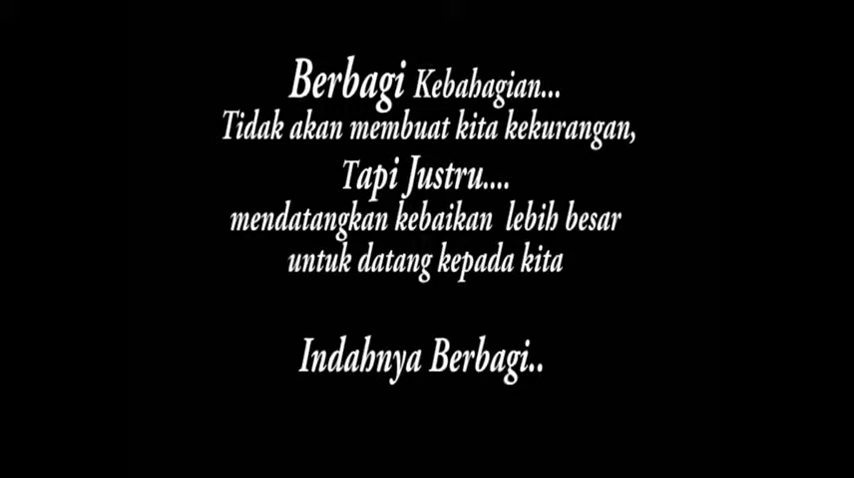 Berbagi Kebahagian...
Tidak akan membuat kita kekurangan,
Tapi Justru....
mendatangkan kebaikan lebih besar
untuk datang kepada kita
Indahnya Berbagi..